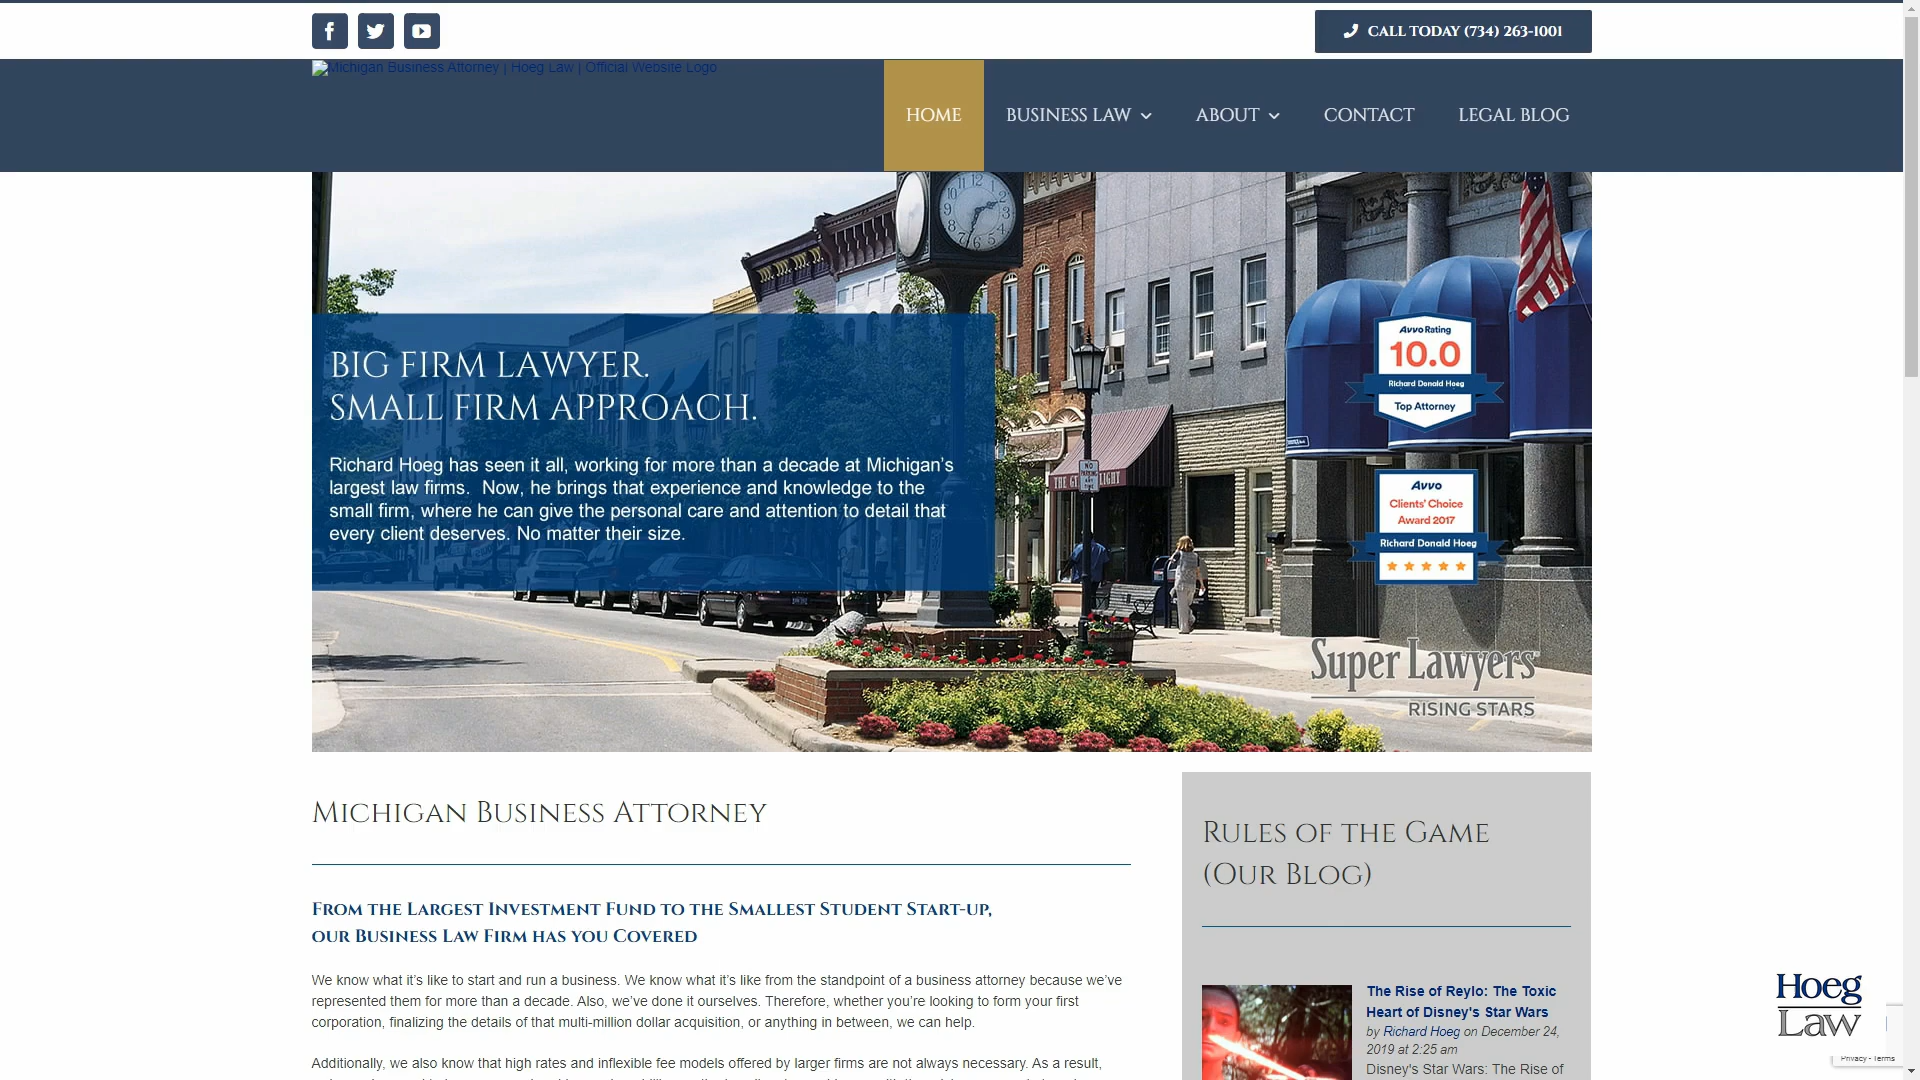 CALL TODAY (734) 263-1001
Michigan Business Attorney | Hoeg Law | Official Website Logo
HOME
BUSINESS LAW
ABOUT
CONTACT
LEGAL BLOG
BIG FIRM LAWYER.
SMALL FIRM APPROACH.
Richard Hoeg has seen it all, working for more than a decade at Michigan's
largest law firms. Now, he brings that experience and knowledge to the
small firm, where he can give the personal care and attention to detail that
every client deserves. No matter their size.
Avvo Rating
10.0
Richard Donald Hoeg
Top Attorney
Avvo
Clients' Choice
Award 2017
Richard Donald Hoeg
NO
PARKING
Super Lawyers
RISING STARS
MICHIGAN BUSINESS ATTORNEY
FROM THE LARGEST INVESTMENT FUND TO THE SMALLEST STUDENT START-UP,
OUR BUSINESS LAW FIRM HAS YOU COVERED
We know what it's like to start and run a business. We know what it's like from the standpoint of a business attorney because we've
represented them for more than a decade. Also, we've done it ourselves. Therefore, whether you're looking to form your first
corporation, finalizing the details of that multi-million dollar acquisition, or anything in between, we can help.
Additionally, we also know that high rates and inflexible fee models offered by larger firms are not always necessary. As a result,
RULES OF THE GAME
(OUR BLOG)
The Rise of Reylo: The Toxic
Heart of Disney's Star Wars
by Richard Hoeg on December 24,
2019 at 2:25 am
Disney's Star Wars: The Rise of
Hoeg
Law
Privacy - Terms